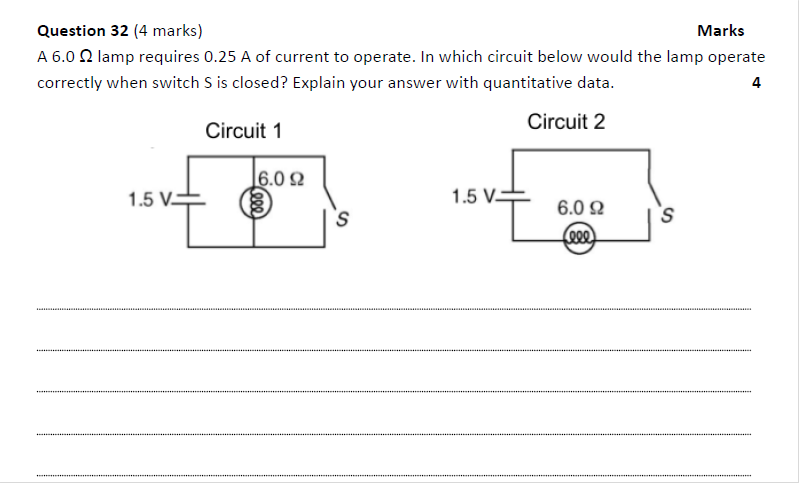 Question 32 (4 marks) Marks
A 6.0 Ω lamp requires 0.25 A of current to operate. In which circuit below would the lamp operate
correctly when switch S is closed? Explain your answer with quantitative data. 4
Circuit 1
Circuit 2
6.0 Ω
1.5 V
S
1.5 V
6.0 Ω
S